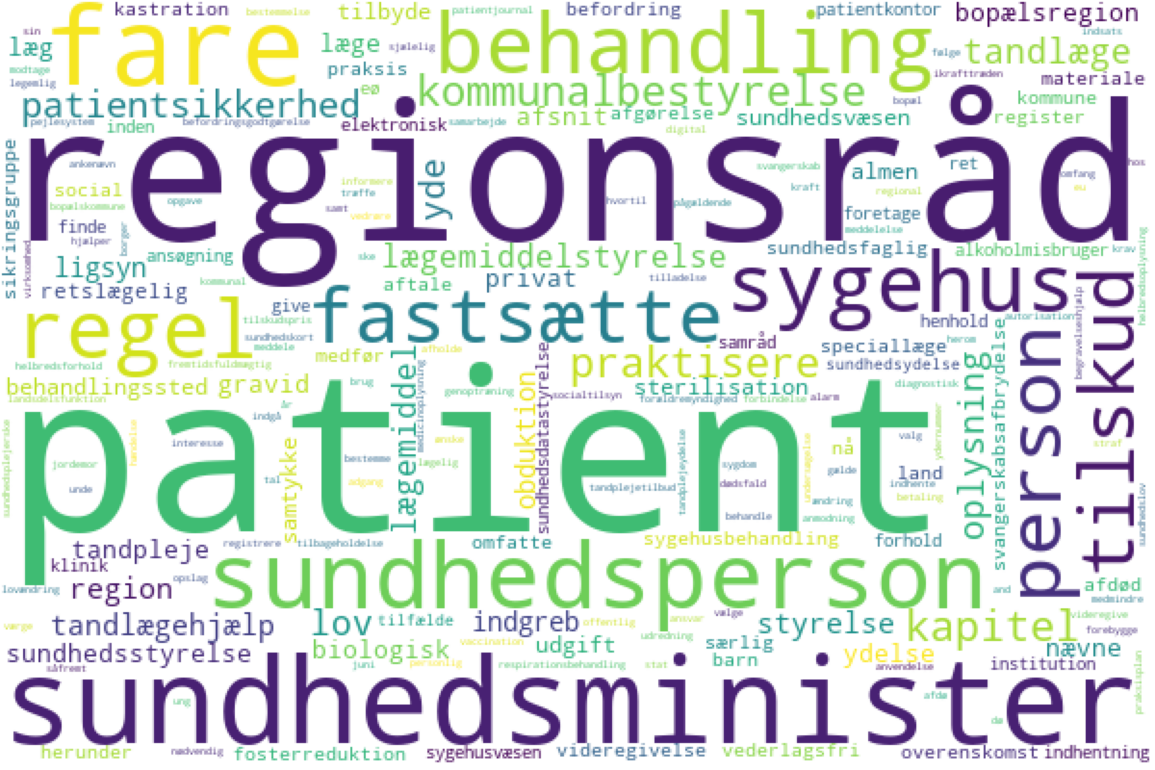 kastration
bestemmelse
tilbyde
patientjournal
befordring
patientkontor
bopælsregion
sin
fare
behandling
indsats
læg
læge
sjælelig
følge
tandlæge
modtage
praksis
ikrafttræden
materiale
legemlig
eø
kommunalbestyrelse
bopæl
kommune
patientsikkerhed
afsnit
afgørelse
sundhedsvæsen
register
pejlesystem
inden
befordringsgodtgørelse
elektronisk
samarbejde
digital
regionsråd
sikringsgruppe
ankenævn
yde
svangerskab
almen
ret
omfang
hos
social
informere
træffe
kraft
regional
eu
bopælskommune
opgave
samt
vedrøre
hvortil
pågældende
foretage
meddelelse
finde
hjælper
borger
virksomhed
ansøgning
ske
lægemiddelstyrelse
sundhedsfaglig
alkoholmisbruger
krav
helbredsoplysning
ligsyn
kommunal
aftale
privat
tilladelse
sygehus
retslægelig
give
fastsætte
tilskud
regel
tilskudspris
sundhedskort
henhold
autorisation
person
begravelseshjælp
meddele
medfør
afholde
samråd
speciallæge
herom
helbredsforhold
fremtidsfuldmægtig
praktisere
sundhedsydelse
behandlingssted
gravid
brug
genoptræning
sterilisation
diagnostisk
landsdelsfunktion
år
lægemiddel
medicinoplysning
obduktion
sundhedsdatastyrelse
socialtilsyn
forældremyndighed
forbindelse
alarm
oplysning
svangerskabsafbrydelse
patient
sundhedsplejerske
hændelse
indgå
interesse
samtykke
ønske
undersøgelse
nå
valg
ydernummer
straf
jordemor
bestemme
lægelig
tandplejeydelse
sygdom
gælde
land
unde
tal
adgang
tandplejetilbud
dødsfald
indhente
betaling
ændring
behandle
anmodning
sundhedslov
tandpleje
registrere
tilbageholdelse
omfatte
sygehusbehandling
forhold
klinik
opslag
sundhedsperson
and
afdød
lovændring
region
medmindre
værge
tandlægehjælp
lov
tilfælde
indgreb
offentlig
ansvar
vælge
styrelse
kapitel
videregive
forebygge
sundhedsstyrelse
biologisk
vaccination
udgift
udredning
særlig
ydelse
nævne
såfremt
juni
personlig
respirationsbehandling
stat
barn
anvendelse
institution
praksisplan
sundhedsminister
ung
afdø
dø
herunder
nødvendig
fosterreduktion
sygehusvæsen
videregivelse
vederlagsfri
overenskomst
indhentning